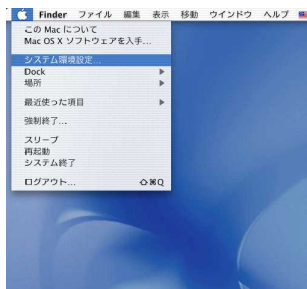 Finder ファイル 編集 表示 移動 ウインドウ ヘルプ
この Mac について
Mac OS X ソフトウェアを入手...
システム環境設定...
Dock
場所
最近使った項目
強制終了...
スリープ
再起動
システム終了
ログアウト... ⇧⌘Q